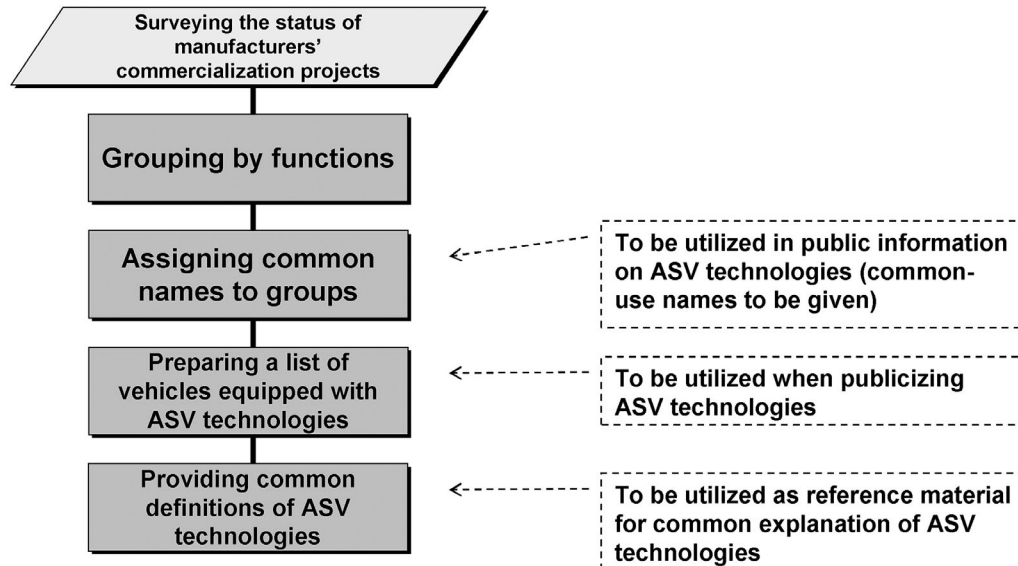 Surveying the status of
manufacturers’
commercialization projects
Grouping by functions
Assigning common
names to groups
To be utilized in public information
on ASV technologies (common-
use names to be given)
Preparing a list of
vehicles equipped with
ASV technologies
To be utilized when publicizing
ASV technologies
Providing common
definitions of ASV
technologies
To be utilized as reference material
for common explanation of ASV
technologies